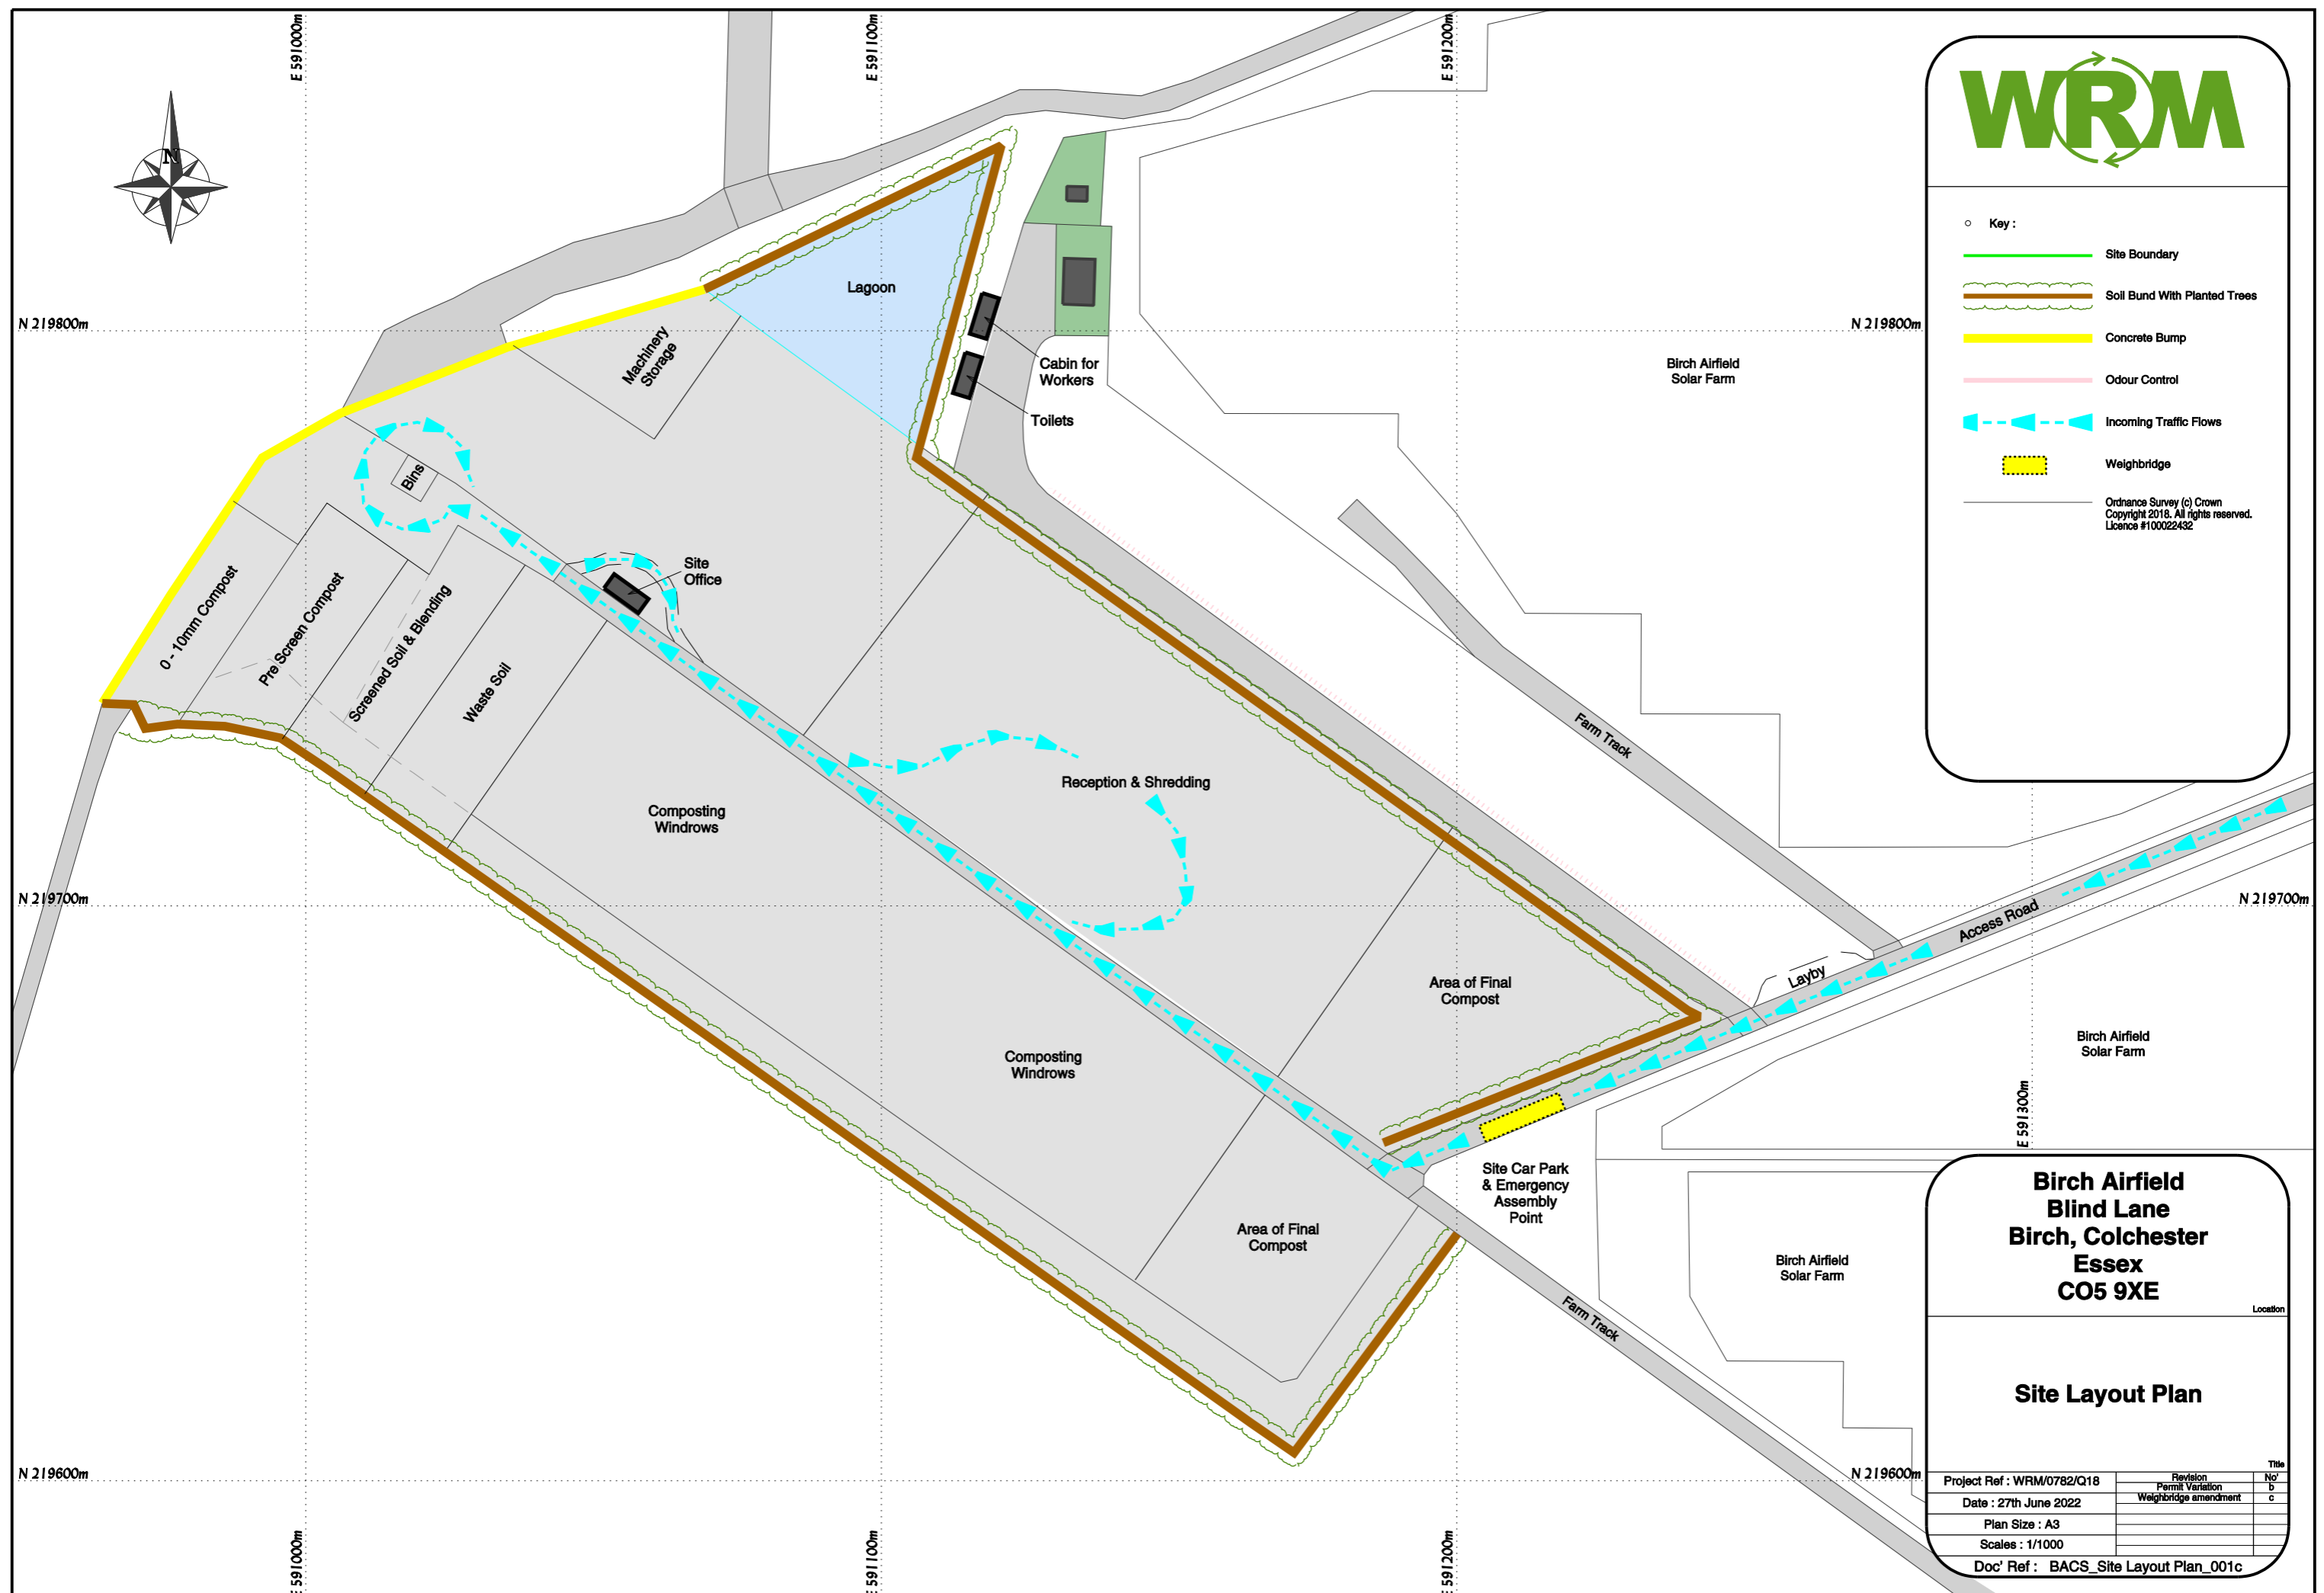 E 591000m
E 591100m
E 591200m
N
WRM
Key :
Site Boundary
Soil Bund With Planted Trees
Concrete Bump
Odour Control
Incoming Traffic Flows
Weighbridge
Ordnance Survey (c) Crown
Copyright 2018. All rights reserved.
Licence #100022432
N 219800m
N 219800m
Lagoon
Machinery
Storage
Cabin for
Workers
Toilets
Birch Airfield
Solar Farm
Bins
Site
Office
0 - 10mm Compost
Pre Screen Compost
Screened Soil & Blending
Waste Soil
Farm Track
Reception & Shredding
Composting
Windrows
N 219700m
N 219700m
Access Road
Layby
Area of Final
Compost
Birch Airfield
Solar Farm
Composting
Windrows
E 591300m
Site Car Park
& Emergency
Assembly
Point
Area of Final
Compost
Birch Airfield
Solar Farm
Farm Track
N 219600m
N 219600m
E 591000m
E 591100m
E 591200m
Birch Airfield
Blind Lane
Birch, Colchester
Essex
CO5 9XE
Location
Site Layout Plan
Title
Project Ref : WRM/0782/Q18
Revision No'
Permit Variation b
Date : 27th June 2022
Weighbridge amendment c
Plan Size : A3
Scales : 1/1000
Doc' Ref : BACS_Site Layout Plan_001c